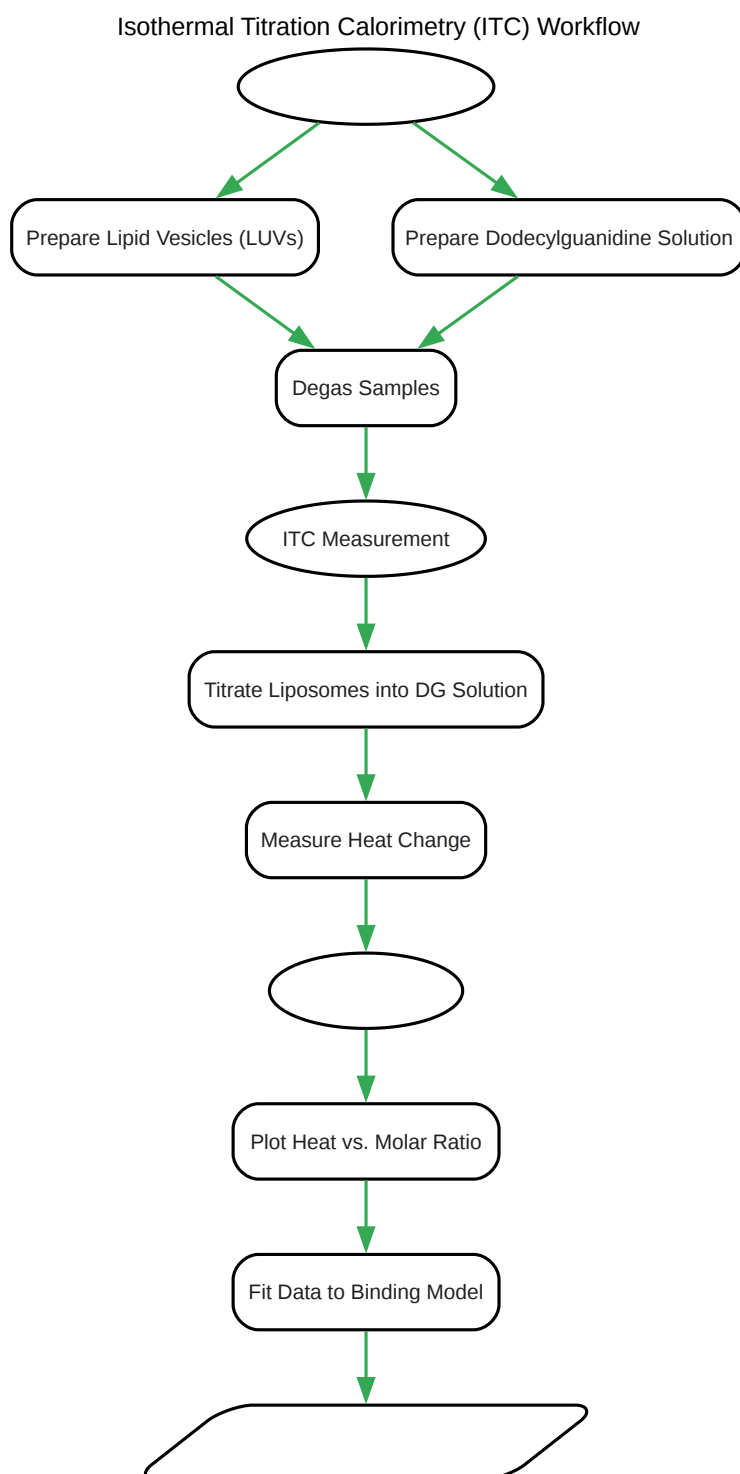 Isothermal Titration Calorimetry (ITC) Workflow
Prepare Lipid Vesicles (LUVs)
Prepare Dodecylguanidine Solution
Degas Samples
ITC Measurement
Titrate Liposomes into DG Solution
Measure Heat Change
Plot Heat vs. Molar Ratio
Fit Data to Binding Model